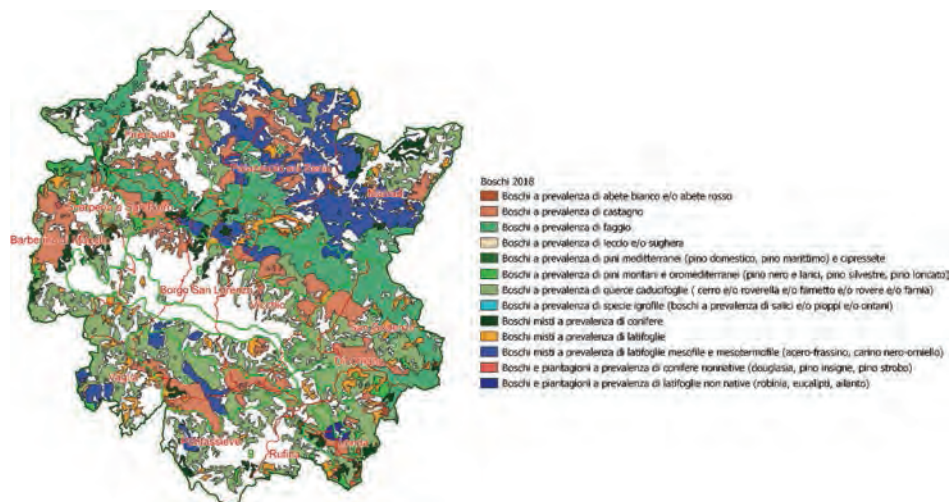 Firenzuola
Palazzuolo sul Senio
Marradi
Scarperia e San Piero
Barberino di Mugello
Borgo San Lorenzo
Vicchio
Dicomano
Vaglia
Pontassieve
Londa
Rufina
Boschi 2018
Boschi a prevalenza di abete bianco e/o abete rosso
Boschi a prevalenza di castagno
Boschi a prevalenza di faggio
Boschi a prevalenza di leccio e/o sughera
Boschi a prevalenza di pini mediterranei (pino domestico, pino marittimo) e cipressete
Boschi a prevalenza di pini montani e oromediterranei (pino nero e larici, pino silvestre, pino loricato)
Boschi a prevalenza di querce caducifoglie ( cerro e/o roverella e/o farnetto e/o rovere e/o farnia)
Boschi a prevalenza di specie igrofile (boschi a prevalenza di salici e/o pioppi e/o ontani)
Boschi misti a prevalenza di conifere
Boschi misti a prevalenza di latifoglie
Boschi misti a prevalenza di latifoglie mesofile e mesotermofile (acero-frassino, carpino nero-orniello)
Boschi e piantagioni a prevalenza di conifere nonnative (douglasia, pino insigne, pino strobo)
Boschi e piantagioni a prevalenza di latifoglie non native (robinia, eucalipti, ailanto)